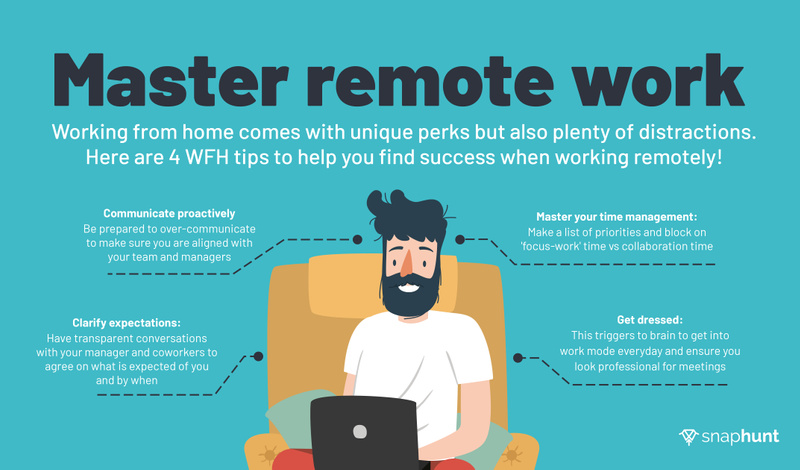 Master remote work
Working from home comes with unique perks but also plenty of distractions.
Here are 4 WFH tips to help you find success when working remotely!
Communicate proactively
Be prepared to over-communicate
to make sure you are aligned with
your team and managers
Master your time management:
Make a list of priorities and block on
'focus-work' time vs collaboration time
Clarify expectations:
Have transparent conversations
with your manager and coworkers to
agree on what is expected of you
and by when
Get dressed:
This triggers to brain to get into
work mode everyday and ensure you
look professional for meetings
snaphunt